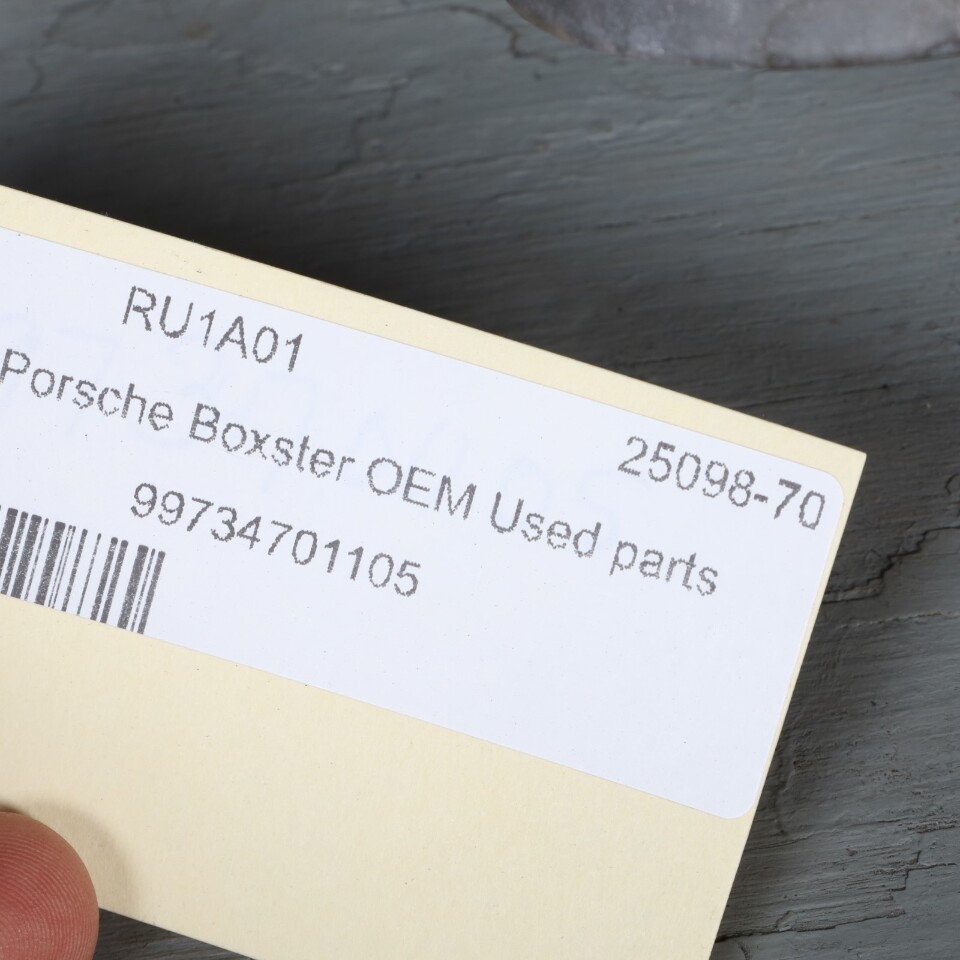 RU1A01
25098-70
Porsche Boxster OEM Used parts
99734701105